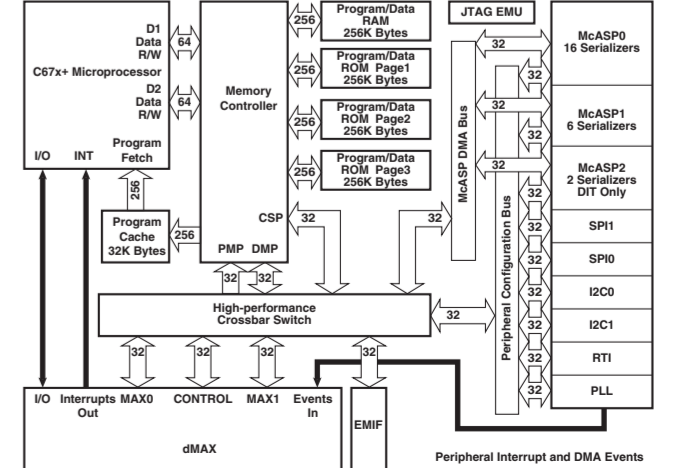 D1
Data
R/W
64
C67x+ Microprocessor
D2
Data
R/W
64
Program
Fetch
I/O
INT
256
Program
Cache
32K Bytes
256
Memory
Controller
CSP
32
PMP
DMP
32
32
256
Program/Data
RAM
256K Bytes
256
Program/Data
ROM Page1
256K Bytes
256
Program/Data
ROM Page2
256K Bytes
256
Program/Data
ROM Page3
256K Bytes
JTAG EMU
32
McASP DMA Bus
32
32
32
Peripheral Configuration Bus
32
32
32
32
32
32
32
32
32
McASP0
16 Serializers
McASP1
6 Serializers
McASP2
2 Serializers
DIT Only
SPI1
SPI0
I2C0
I2C1
RTI
PLL
High-performance
Crossbar Switch
32
32
32
32
32
32
I/O
Interrupts
Out
MAX0
CONTROL
MAX1
Events
In
dMAX
EMIF
Peripheral Interrupt and DMA Events